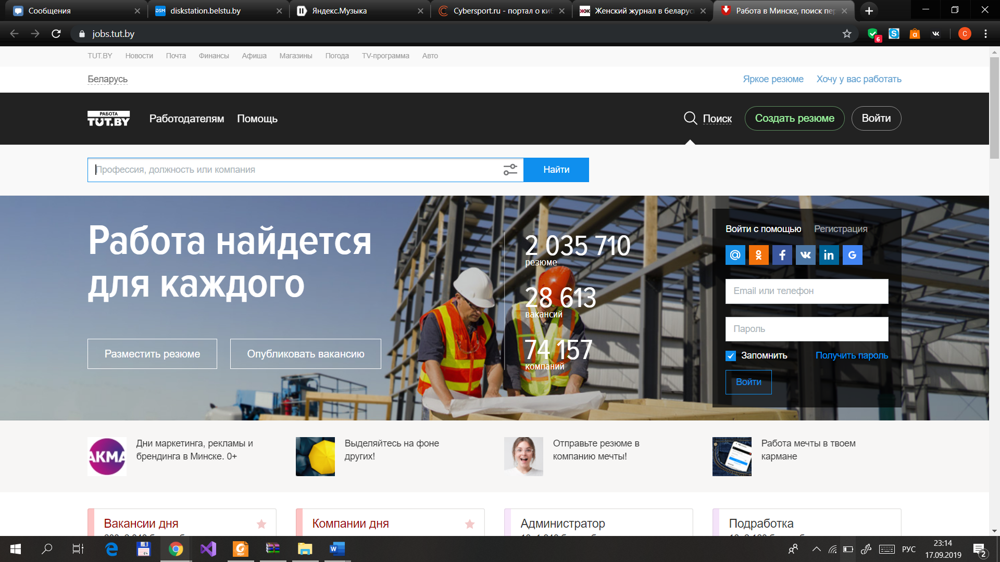 Сообщения
diskstation.belstu.by
Яндекс.Музыка
Cybersport.ru - портал о киб
Женский журнал в беларус
Работа в Минске, поиск пер
jobs.tut.by
6
C
TUT.BY Новости Почта Финансы Афиша Магазины Погода TV-программа Авто
Беларусь
Яркое резюме Хочу у вас работать
РАБОТА
TUT.BY
Работодателям Помощь
Поиск
Создать резюме
Войти
Профессия, должность или компания
Найти
Работа найдется
для каждого
Разместить резюме
Опубликовать вакансию
2 035 710
резюме
28 613
вакансий
74 157
компаний
Войти с помощью Регистрация
Email или телефон
Пароль
Запомнить
Получить пароль
Войти
АКМА
Дни маркетинга, рекламы и
брендинга в Минске. 0+
Выделяйтесь на фоне
других!
Отправьте резюме в
компанию мечты!
Работа мечты в твоем
кармане
Вакансии дня
Компании дня
Администратор
Подработка
РУС
23:14
17.09.2019
2